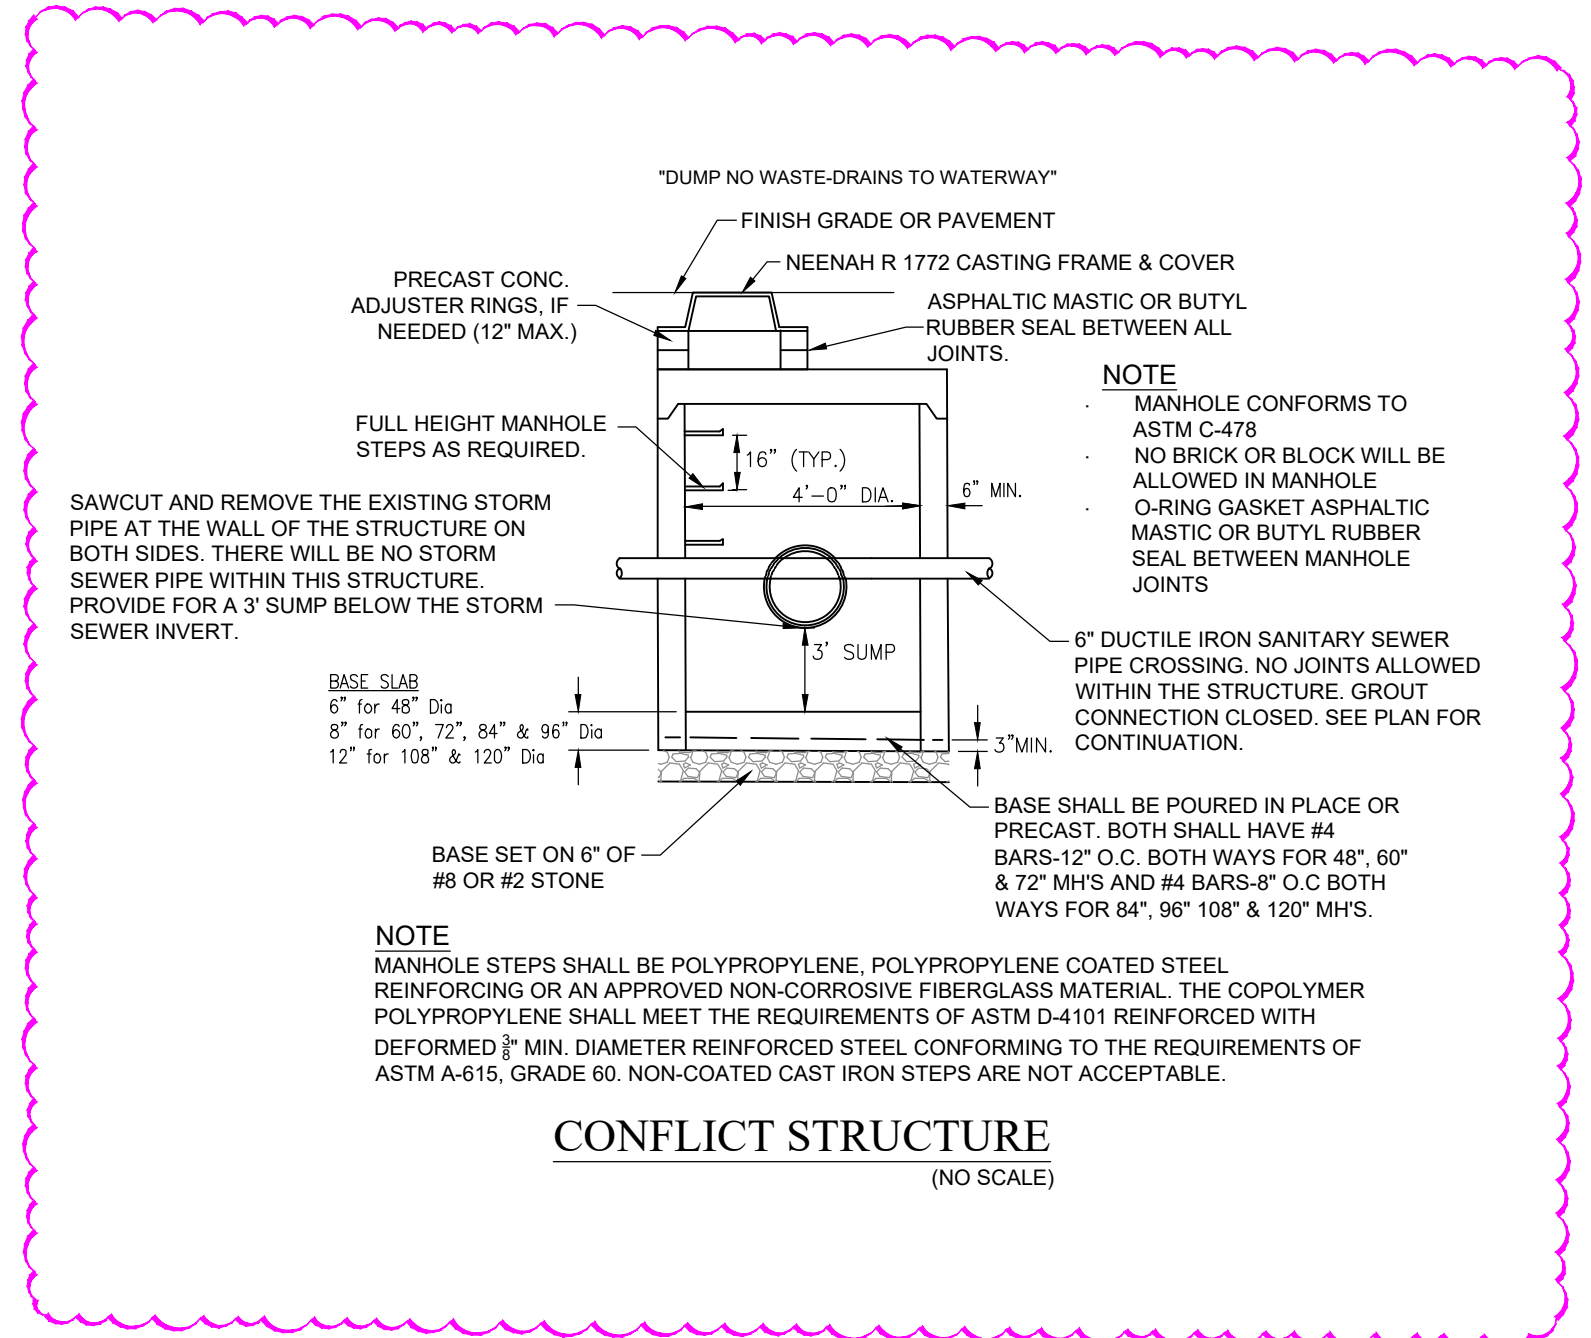 "DUMP NO WASTE-DRAINS TO WATERWAY"
FINISH GRADE OR PAVEMENT
NEENAH R 1772 CASTING FRAME & COVER
PRECAST CONC.
ADJUSTER RINGS, IF
NEEDED (12" MAX.)
ASPHALTIC MASTIC OR BUTYL
RUBBER SEAL BETWEEN ALL
JOINTS.
NOTE
· MANHOLE CONFORMS TO
ASTM C-478
· NO BRICK OR BLOCK WILL BE
ALLOWED IN MANHOLE
· O-RING GASKET ASPHALTIC
MASTIC OR BUTYL RUBBER
SEAL BETWEEN MANHOLE
JOINTS
FULL HEIGHT MANHOLE
STEPS AS REQUIRED.
16" (TYP.)
4'-0" DIA.
6" MIN.
SAWCUT AND REMOVE THE EXISTING STORM
PIPE AT THE WALL OF THE STRUCTURE ON
BOTH SIDES. THERE WILL BE NO STORM
SEWER PIPE WITHIN THIS STRUCTURE.
PROVIDE FOR A 3' SUMP BELOW THE STORM
SEWER INVERT.
3' SUMP
6" DUCTILE IRON SANITARY SEWER
PIPE CROSSING. NO JOINTS ALLOWED
WITHIN THE STRUCTURE. GROUT
CONNECTION CLOSED. SEE PLAN FOR
CONTINUATION.
BASE SLAB
6" for 48" Dia
8" for 60", 72", 84" & 96" Dia
12" for 108" & 120" Dia
3"MIN.
BASE SHALL BE POURED IN PLACE OR
PRECAST. BOTH SHALL HAVE #4
BARS-12" O.C. BOTH WAYS FOR 48", 60"
& 72" MH'S AND #4 BARS-8" O.C BOTH
WAYS FOR 84", 96" 108" & 120" MH'S.
BASE SET ON 6" OF
#8 OR #2 STONE
NOTE
MANHOLE STEPS SHALL BE POLYPROPYLENE, POLYPROPYLENE COATED STEEL
REINFORCING OR AN APPROVED NON-CORROSIVE FIBERGLASS MATERIAL. THE COPOLYMER
POLYPROPYLENE SHALL MEET THE REQUIREMENTS OF ASTM D-4101 REINFORCED WITH
DEFORMED 3/8" MIN. DIAMETER REINFORCED STEEL CONFORMING TO THE REQUIREMENTS OF
ASTM A-615, GRADE 60. NON-COATED CAST IRON STEPS ARE NOT ACCEPTABLE.
CONFLICT STRUCTURE
(NO SCALE)